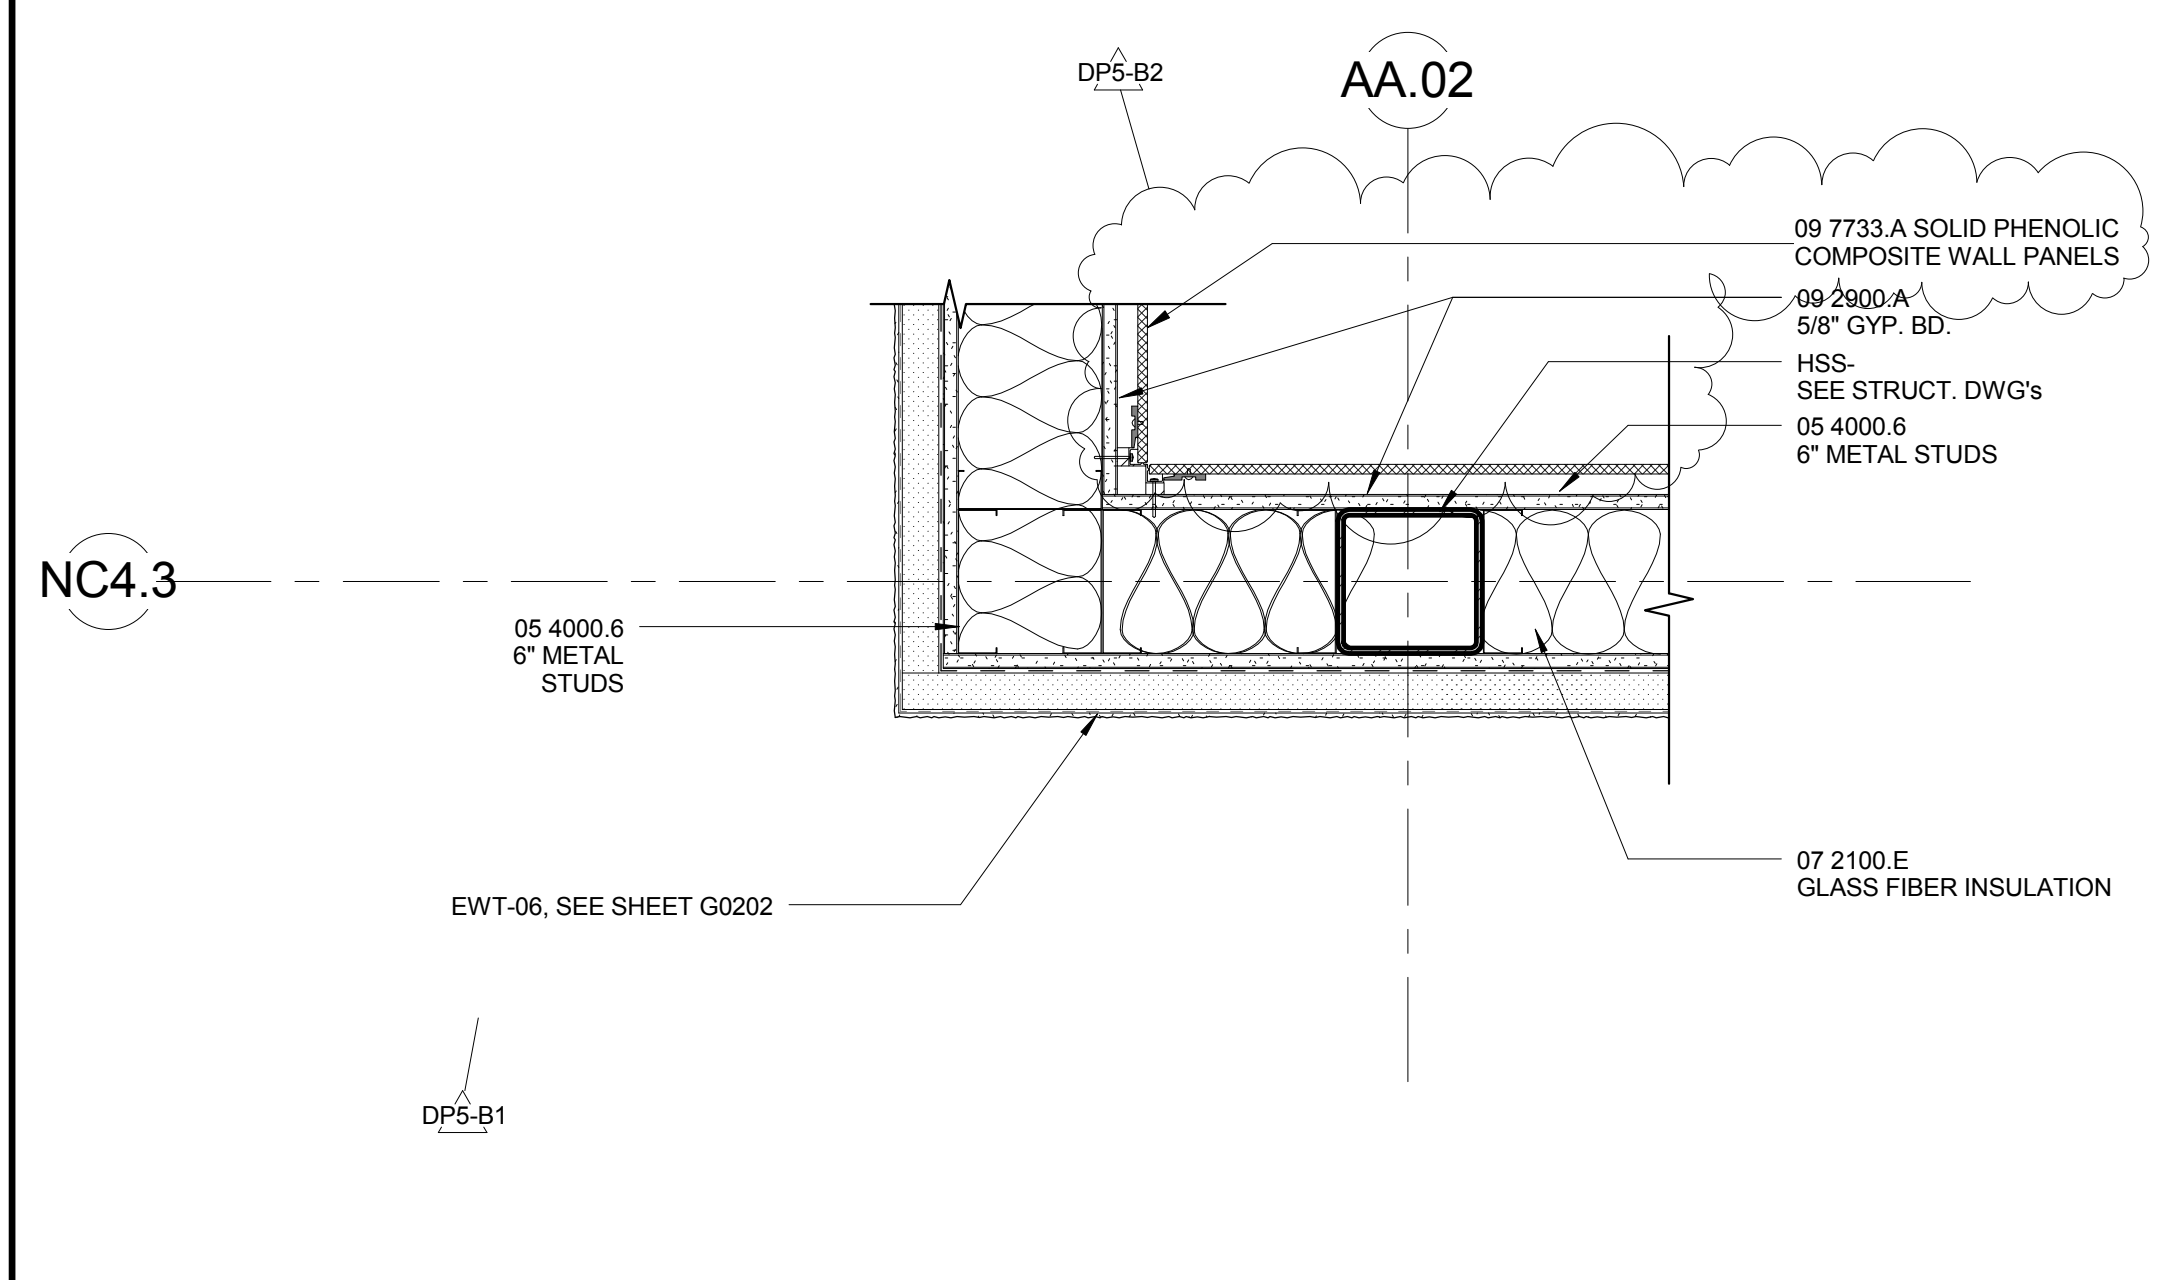 DP5-B2
AA.02
09 7733.A SOLID PHENOLIC
COMPOSITE WALL PANELS
09 2900.A
5/8" GYP. BD.
HSS-
SEE STRUCT. DWG's
05 4000.6
6" METAL STUDS
NC4.3
05 4000.6
6" METAL
STUDS
07 2100.E
GLASS FIBER INSULATION
EWT-06, SEE SHEET G0202
DP5-B1